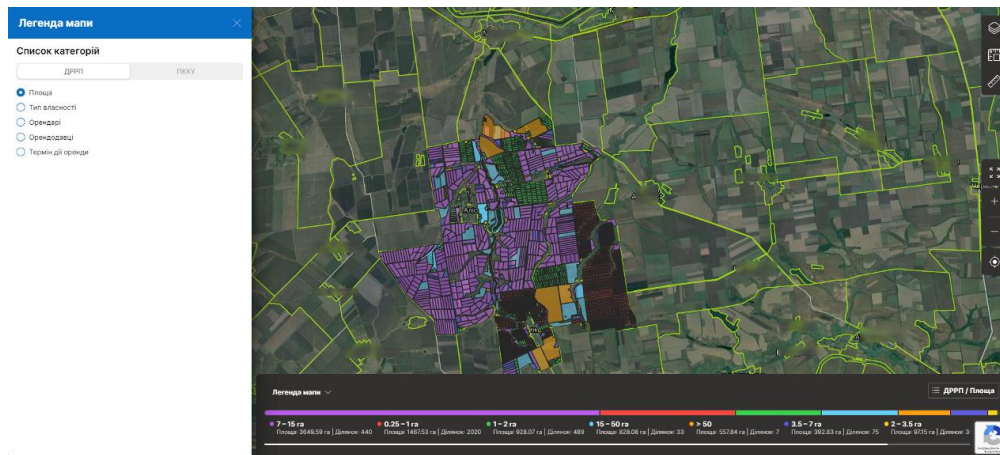 Легенда мапи
Список категорій
ДРРП ПККУ
Площа
Тип власності
Орендарі
Орендодавці
Термін дії оренди
Легенда мапи
ДРРП / Площа
7 – 15 га 0.25 – 1 га 1 – 2 га 15 – 50 га > 50 3.5 – 7 га 2 – 3.5 га
Площа: 3649.59 га | Ділянок: 440 Площа: 1467.53 га | Ділянок: 2020 Площа: 928.07 га | Ділянок: 489 Площа: 828.08 га | Ділянок: 33 Площа: 557.84 га | Ділянок: 7 Площа: 392.83 га | Ділянок: 75 Площа: 97.15 га | Ділянок: 3